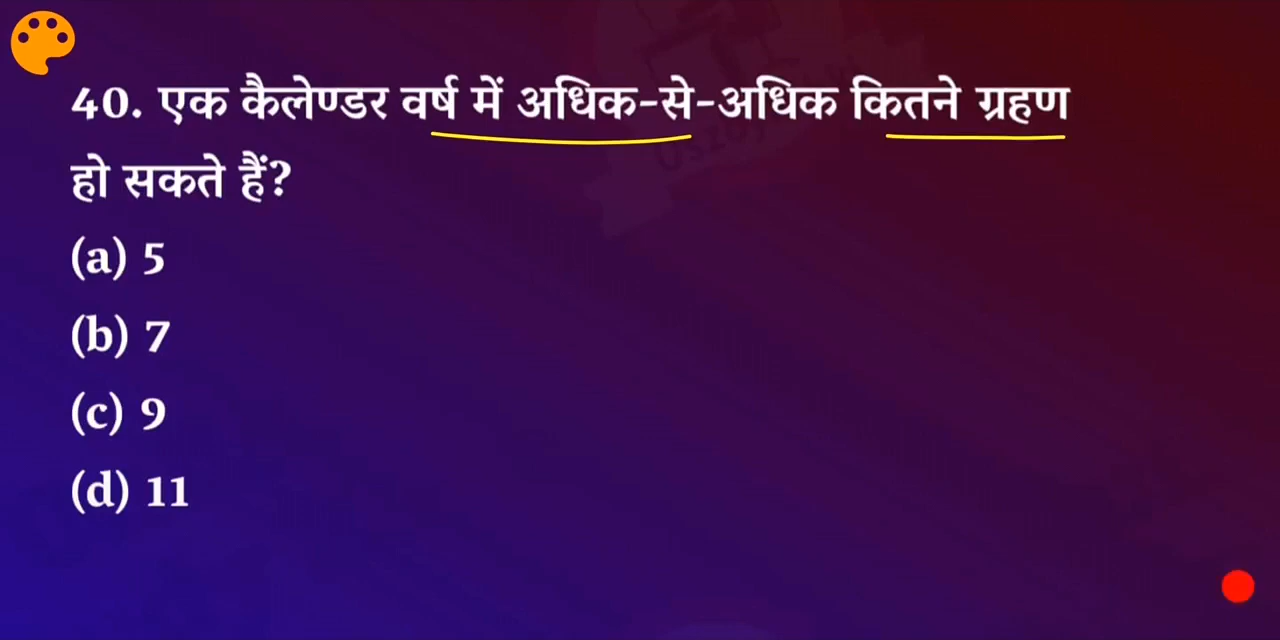 40. एक कैलेण्डर वर्ष में अधिक-से-अधिक कितने ग्रहण
हो सकते हैं?
(a) 5
(b) 7
(c) 9
(d) 11